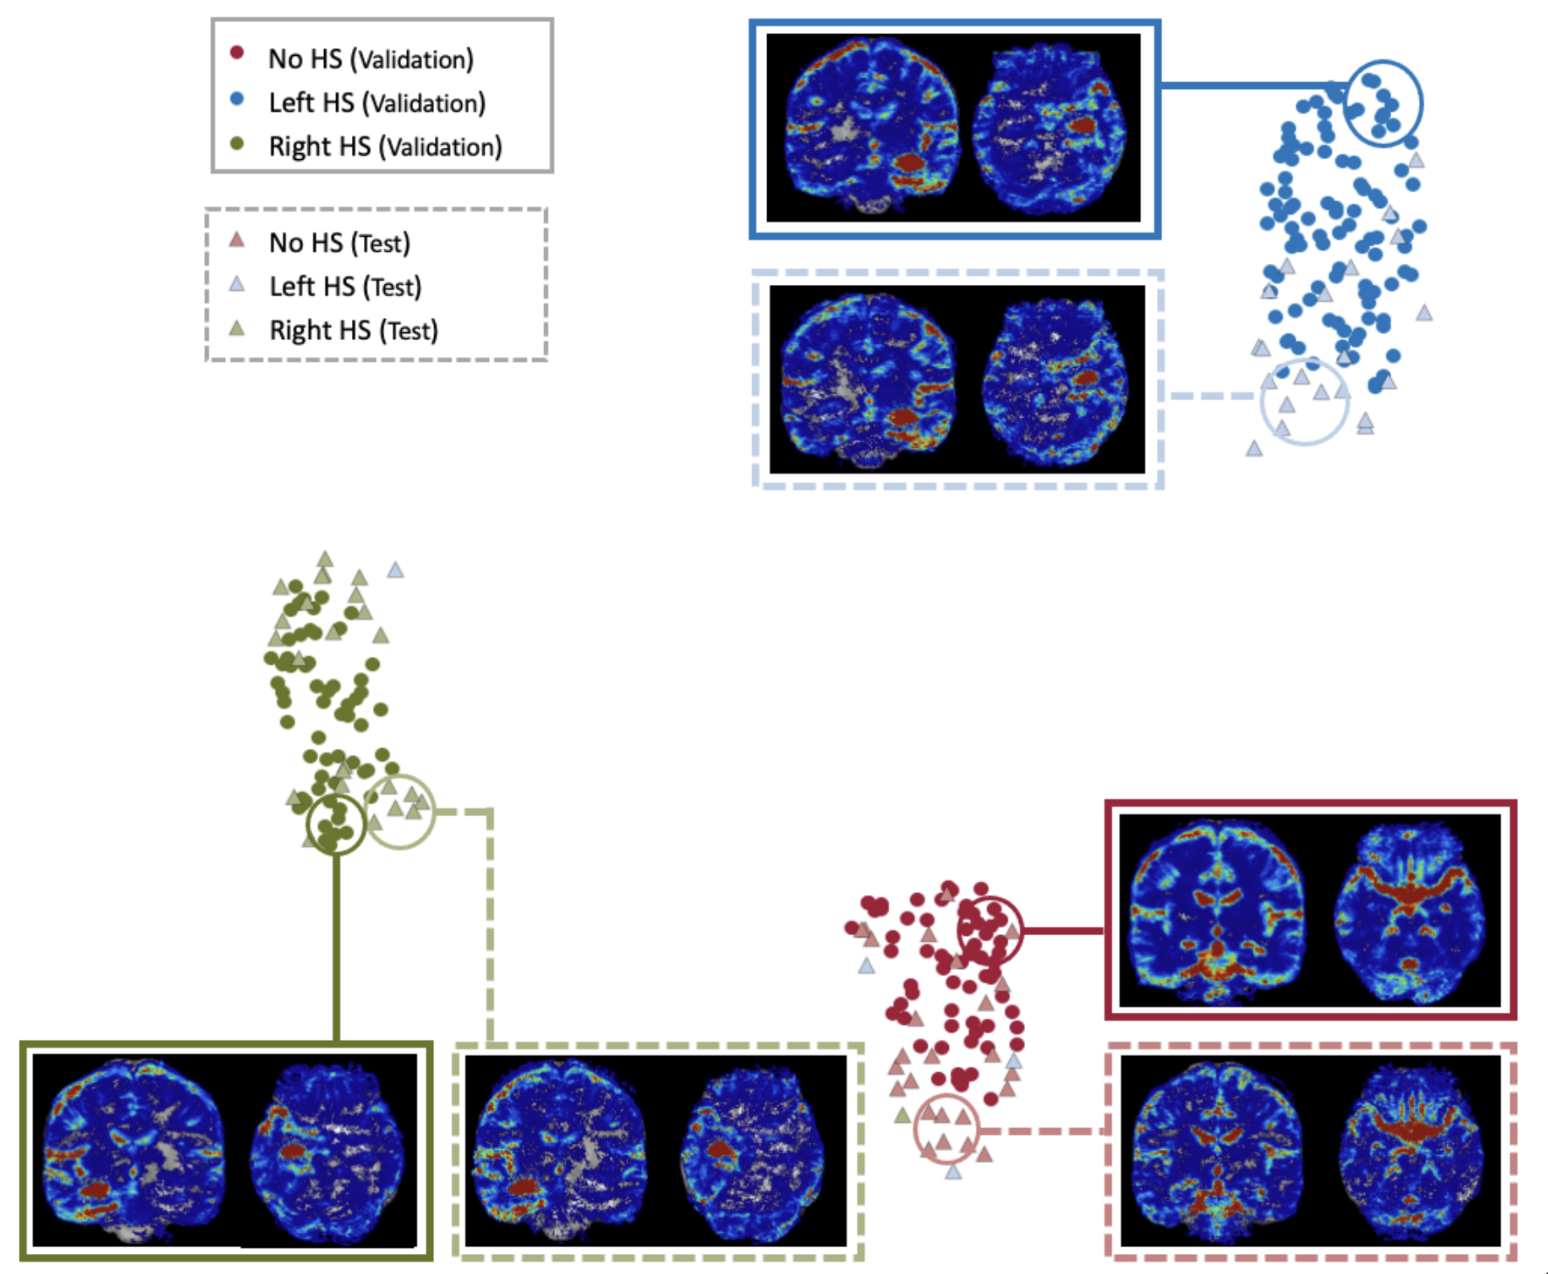 No HS (Validation)
Left HS (Validation)
Right HS (Validation)
No HS (Test)
Left HS (Test)
Right HS (Test)